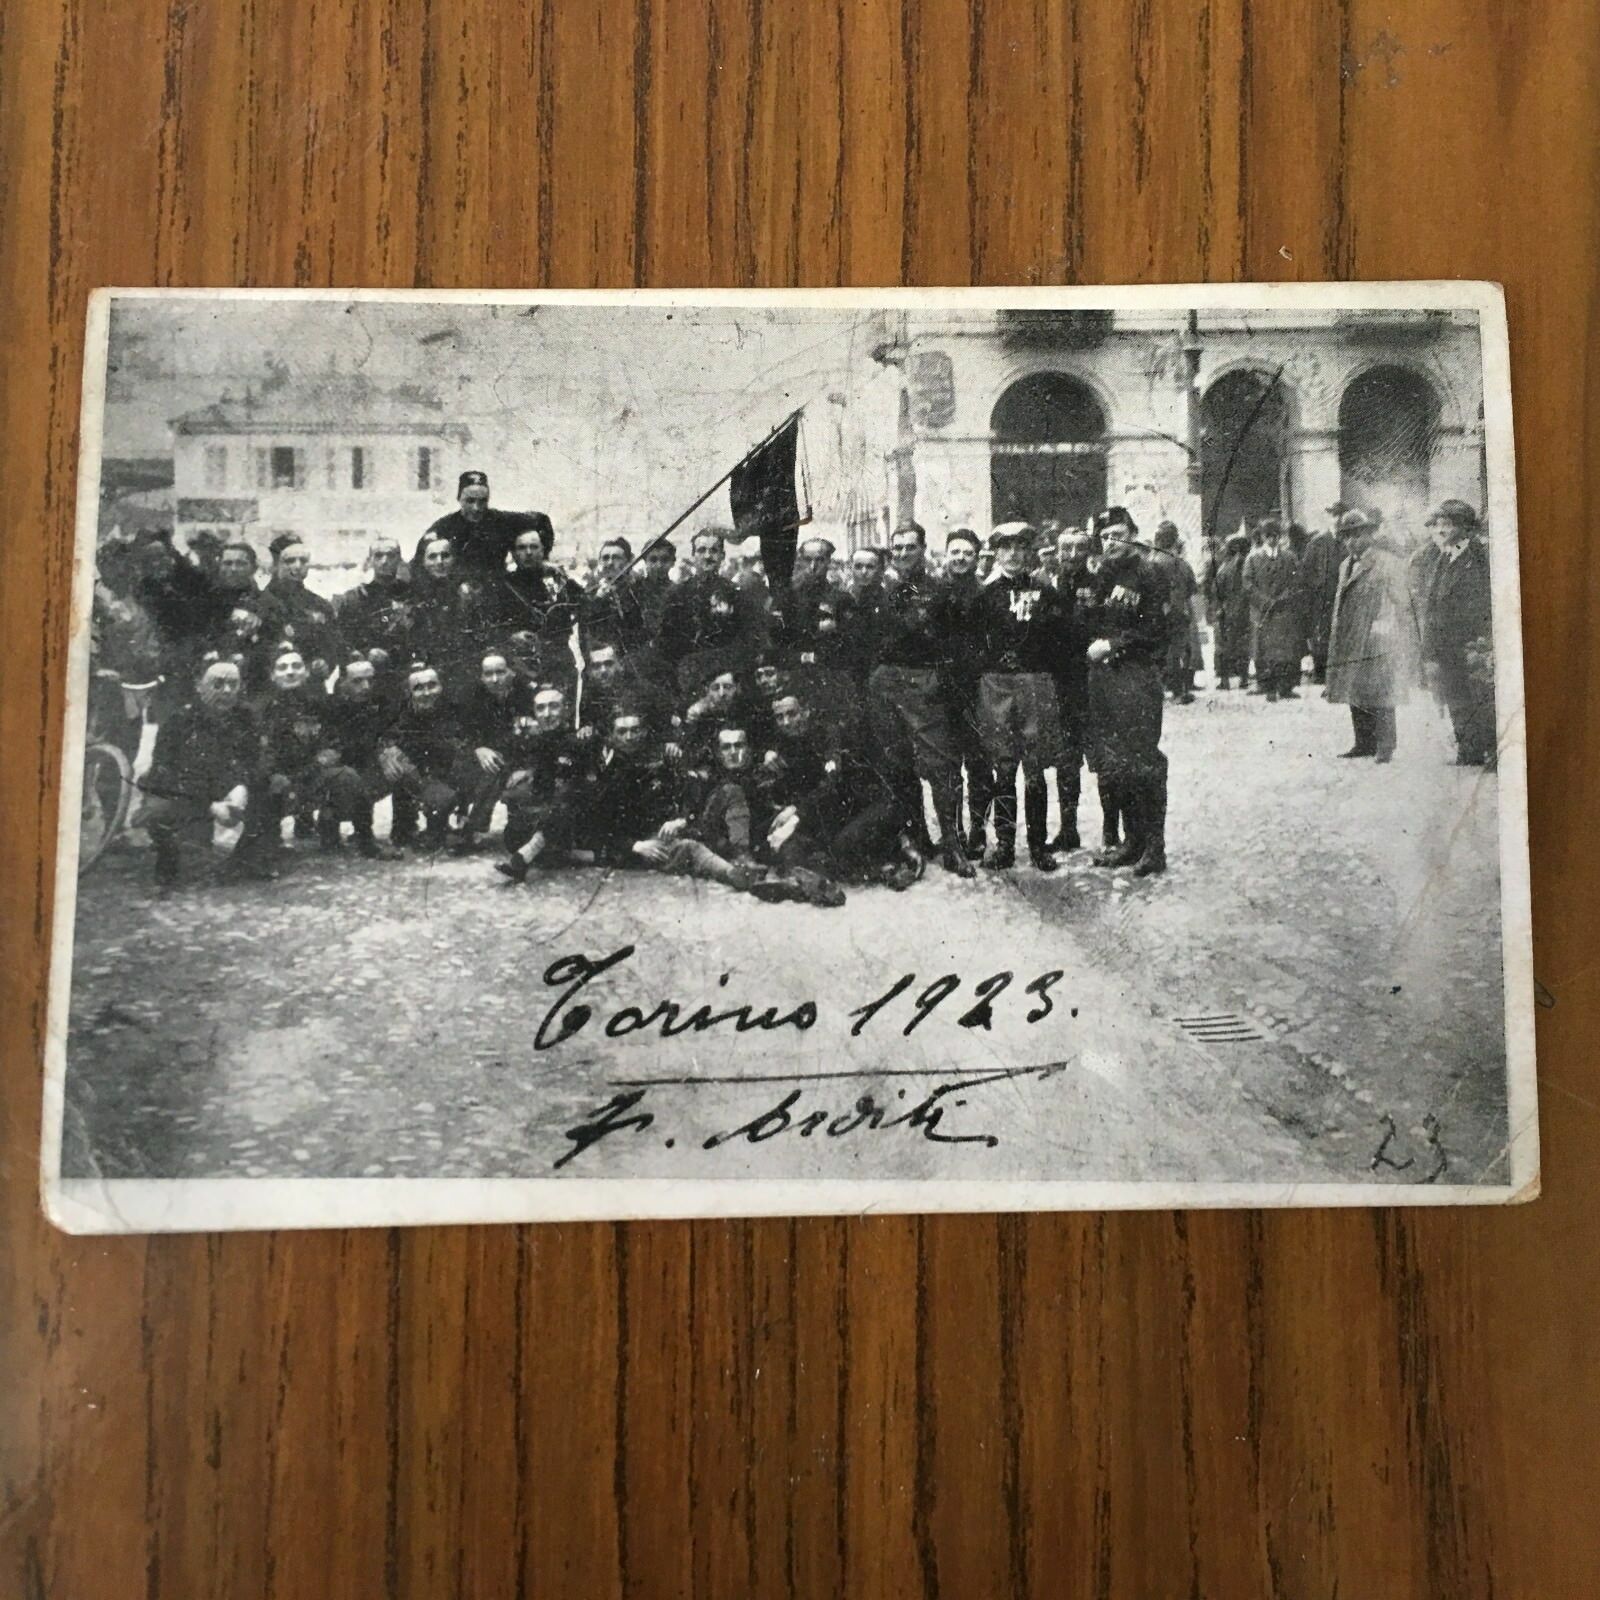 Torino 1923.
F. Arditi
23